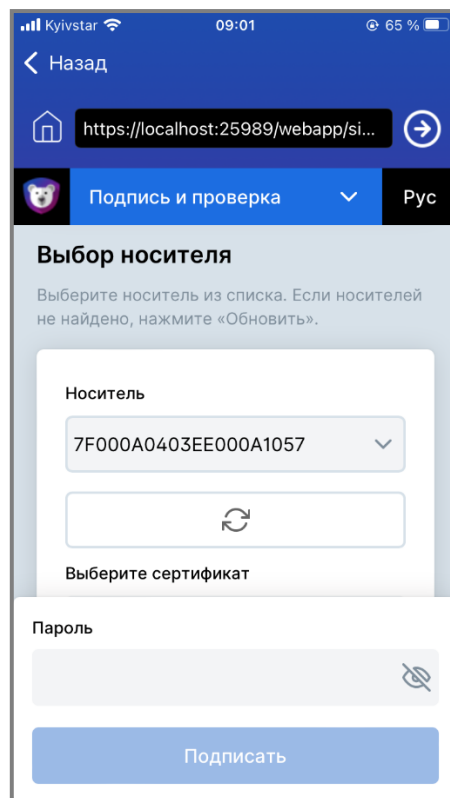 Kyivstar 09:01 65 %
Назад
https://localhost:25989/webapp/si...
Подпись и проверка Рус
Выбор носителя
Выберите носитель из списка. Если носителей
не найдено, нажмите «Обновить».
Носитель
7F000A0403EE000A1057
Выберите сертификат
Пароль
Подписать